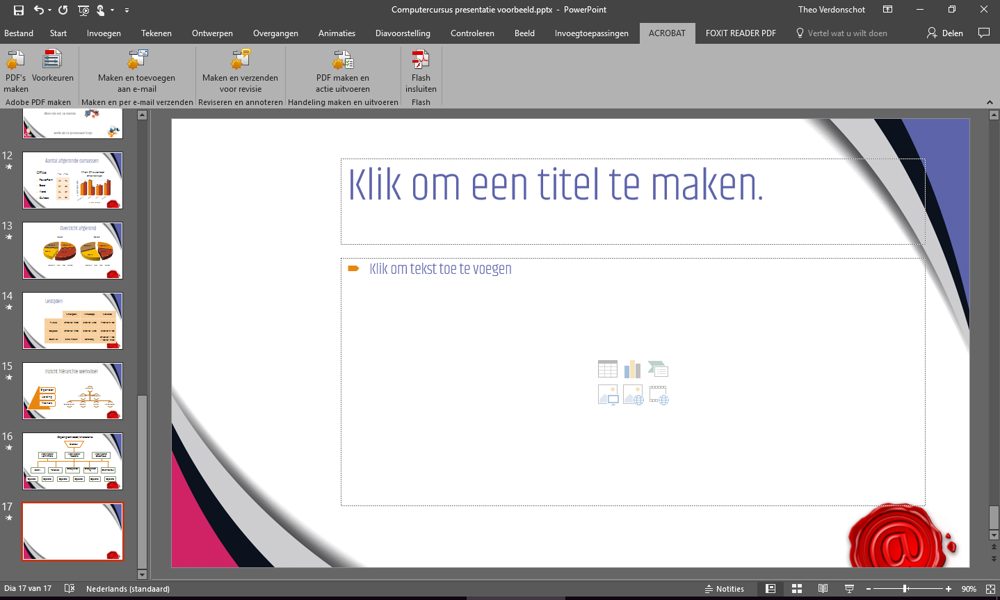 Computercursus presentatie voorbeeld.pptx - PowerPoint
Theo Verdonschot
Bestand Start Invoegen Tekenen Ontwerpen Overgangen Animaties Diavoorstelling Controleren Beeld Invoegtoepassingen ACROBAT FOXIT READER PDF Vertel wat u wilt doen Delen
PDF's maken
Voorkeuren
Maken en toevoegen aan e-mail
Maken en verzenden voor revisie
PDF maken en actie uitvoeren
Flash insluiten
Adobe PDF maken Maken en per e-mail verzenden Reviseren en annoteren Handeling maken en uitvoeren Flash
12
Aantal afgeronde cursussen
Office
13
Overzicht afgerond
14
Lestijden
15
Inzicht hiërarchie werkvloer
Eigenaar
Leiding
Trainers
16
17
Klik om een titel te maken.
Klik om tekst toe te voegen
Dia 17 van 17
Nederlands (standaard)
Notities
90%